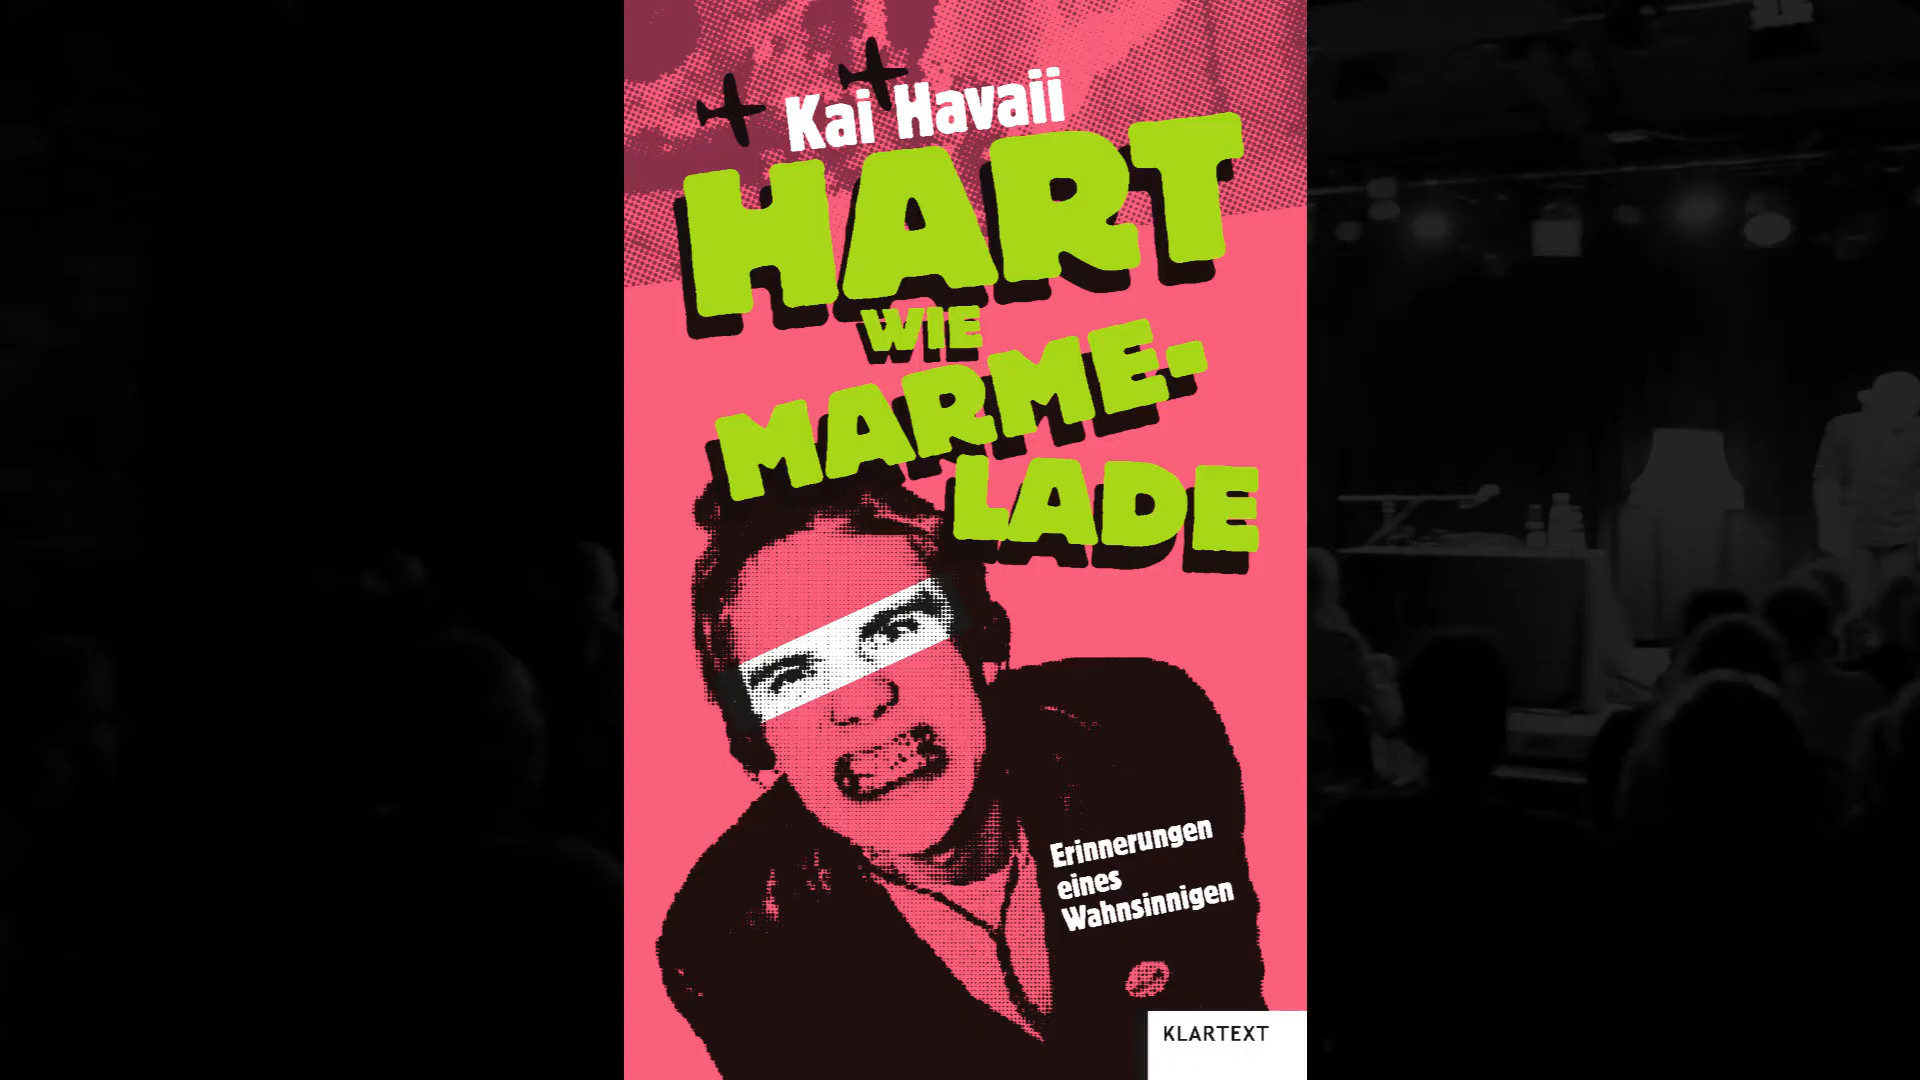 Kai Havaii
HART
WIE
MARME-
LADE
Erinnerungen
eines
Wahnsinnigen
KLARTEXT